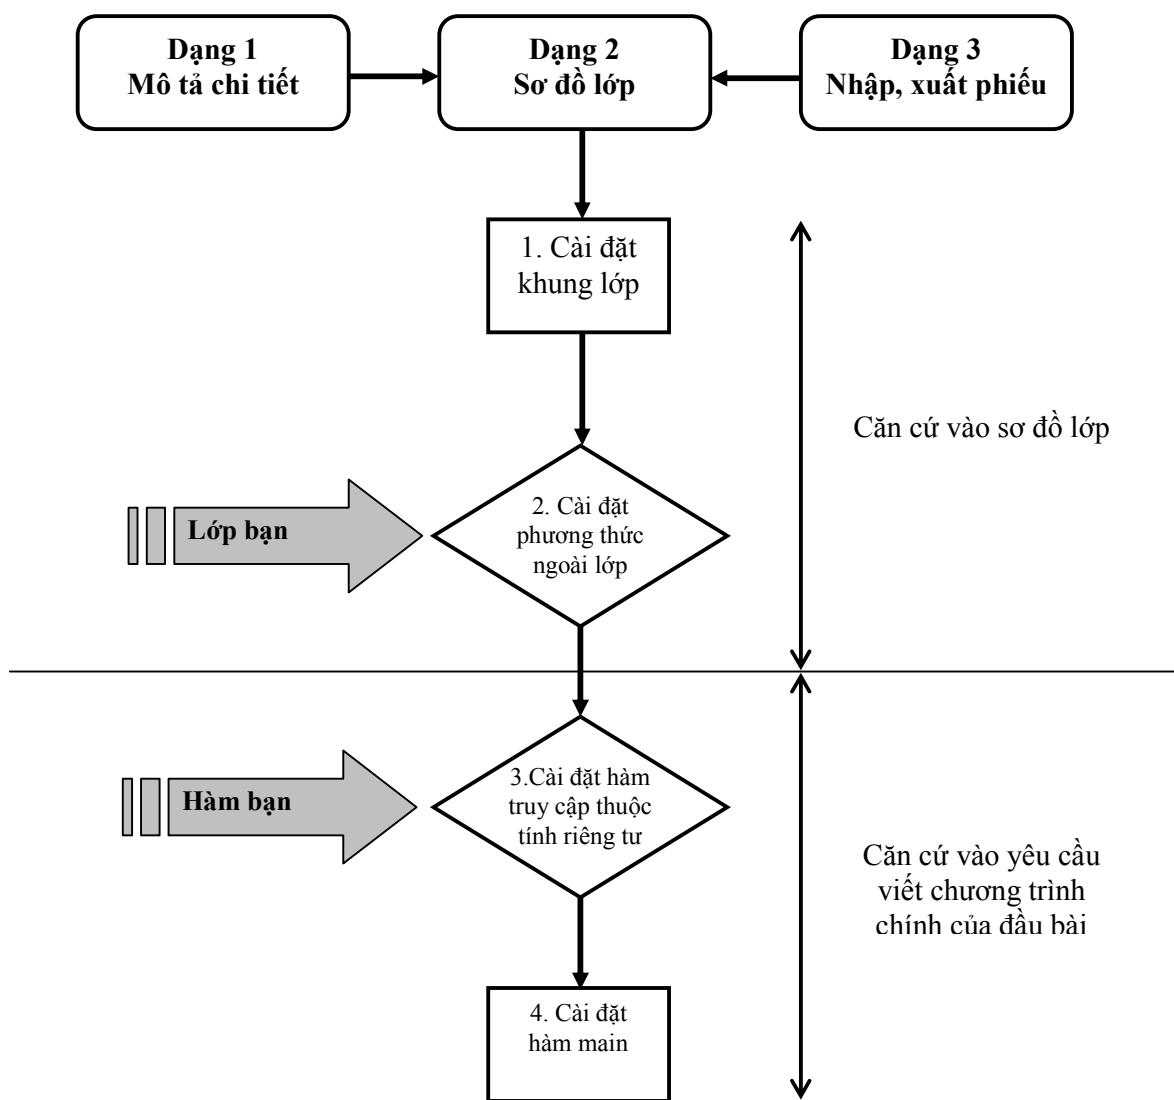 Dạng 1
Mô tả chi tiết
Dạng 2
Sơ đồ lớp
Dạng 3
Nhập, xuất phiếu
1. Cài đặt
khung lớp
Căn cứ vào sơ đồ lớp
2. Cài đặt
phương thức
ngoài lớp
Lớp bạn
3.Cài đặt hàm
truy cập thuộc
tính riêng tư
Hàm bạn
Căn cứ vào yêu cầu
viết chương trình
chính của đầu bài
4. Cài đặt
hàm main